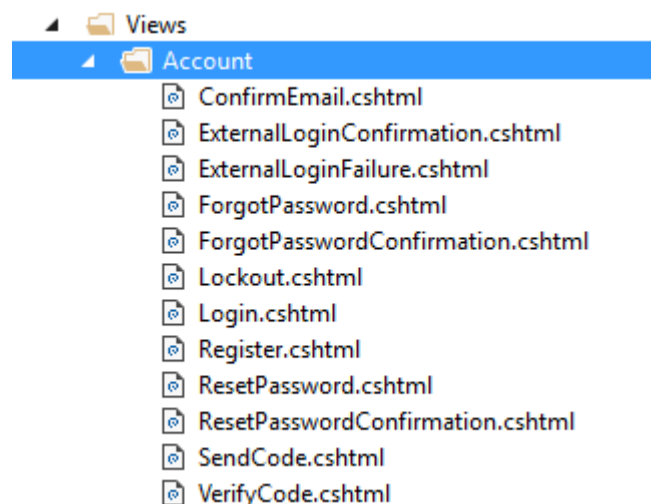 Views
Account
ConfirmEmail.cshtml
ExternalLoginConfirmation.cshtml
ExternalLoginFailure.cshtml
ForgotPassword.cshtml
ForgotPasswordConfirmation.cshtml
Lockout.cshtml
Login.cshtml
Register.cshtml
ResetPassword.cshtml
ResetPasswordConfirmation.cshtml
SendCode.cshtml
VerifyCode.cshtml